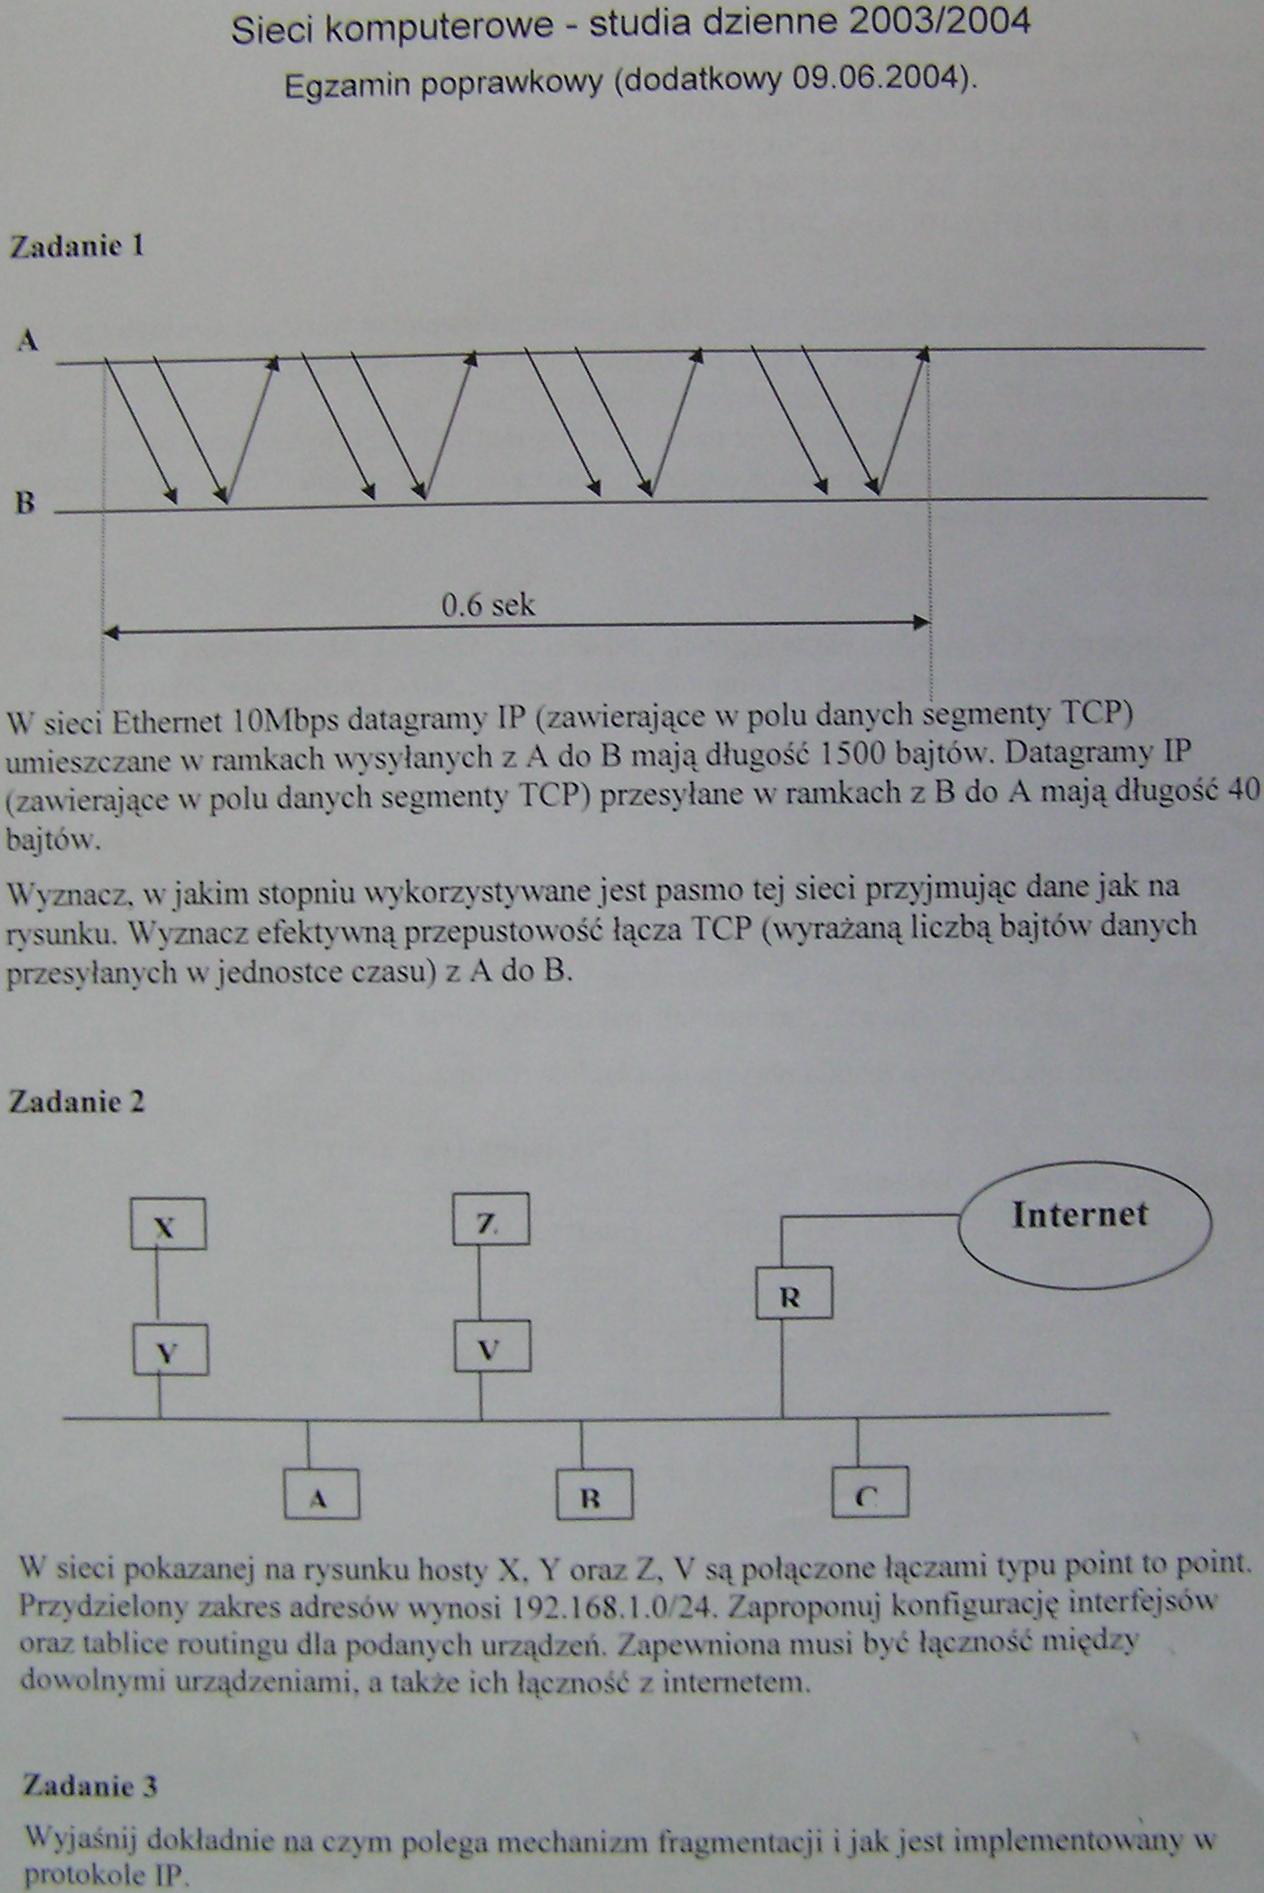 Sieci komputerowe - studia dzienne 2003/2004
Egzamin poprawkowy (dodatkowy 09.06.2004).
Zadanie 1
A
B
0.6 sek
W sieci Ethernet 10Mbps datagramy IP (zawierające w polu danych segmenty TCP)
umieszczane w ramkach wysyłanych z A do B mają długość 1500 bajtów. Datagramy IP
(zawierające w polu danych segmenty TCP) przesyłane w ramkach z B do A mają długość 40
bajtów.
Wyznacz, w jakim stopniu wykorzystywane jest pasmo tej sieci przyjmując dane jak na
rysunku. Wyznacz efektywną przepustowość łącza TCP (wyrażaną liczbą bajtów danych
przesyłanych w jednostce czasu) z A do B.
Zadanie 2
X
Z
Internet
R
Y
V
A
B
C
W sieci pokazanej na rysunku hosty X, Y oraz Z, V są połączone łączami typu point to point.
Przydzielony zakres adresów wynosi 192.168.1.0/24. Zaproponuj konfigurację interfejsów
oraz tablice routingu dla podanych urządzeń. Zapewniona musi być łączność między
dowolnymi urządzeniami, a także ich łączność z internetem.
Zadanie 3
Wyjaśnij dokładnie na czym polega mechanizm fragmentacji i jak jest implementowany w
protokole IP.